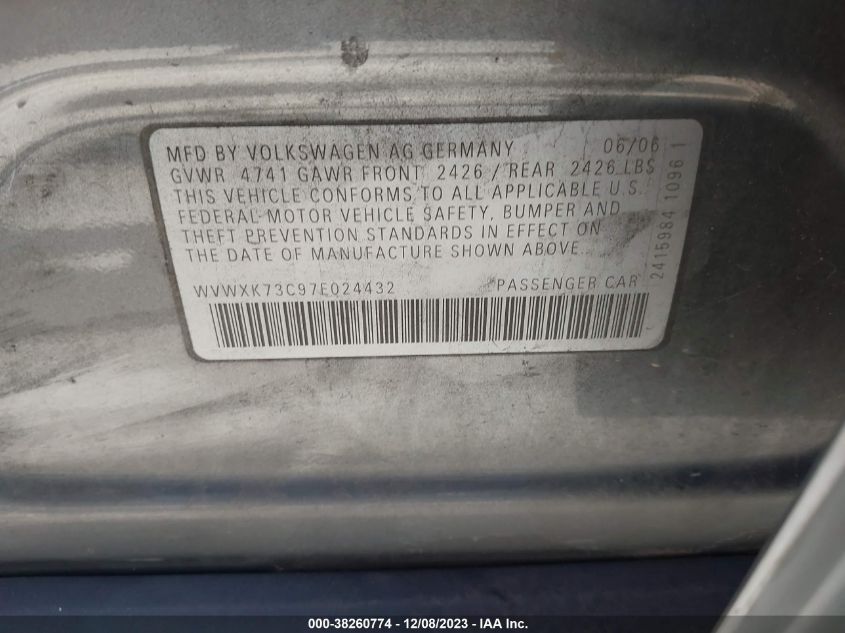 MFD BY VOLKSWAGEN AG GERMANY 06/06
GVWR 4741 GAWR FRONT 2426 / REAR 2426 LBS
THIS VEHICLE CONFORMS TO ALL APPLICABLE U.S.
FEDERAL MOTOR VEHICLE SAFETY, BUMPER AND
THEFT PREVENTION STANDARDS IN EFFECT ON
THE DATE OF MANUFACTURE SHOWN ABOVE.
WVWXK73C97E024432 PASSENGER CAR
2415984 1096 1
000-38260774 - 12/08/2023 - IAA Inc.